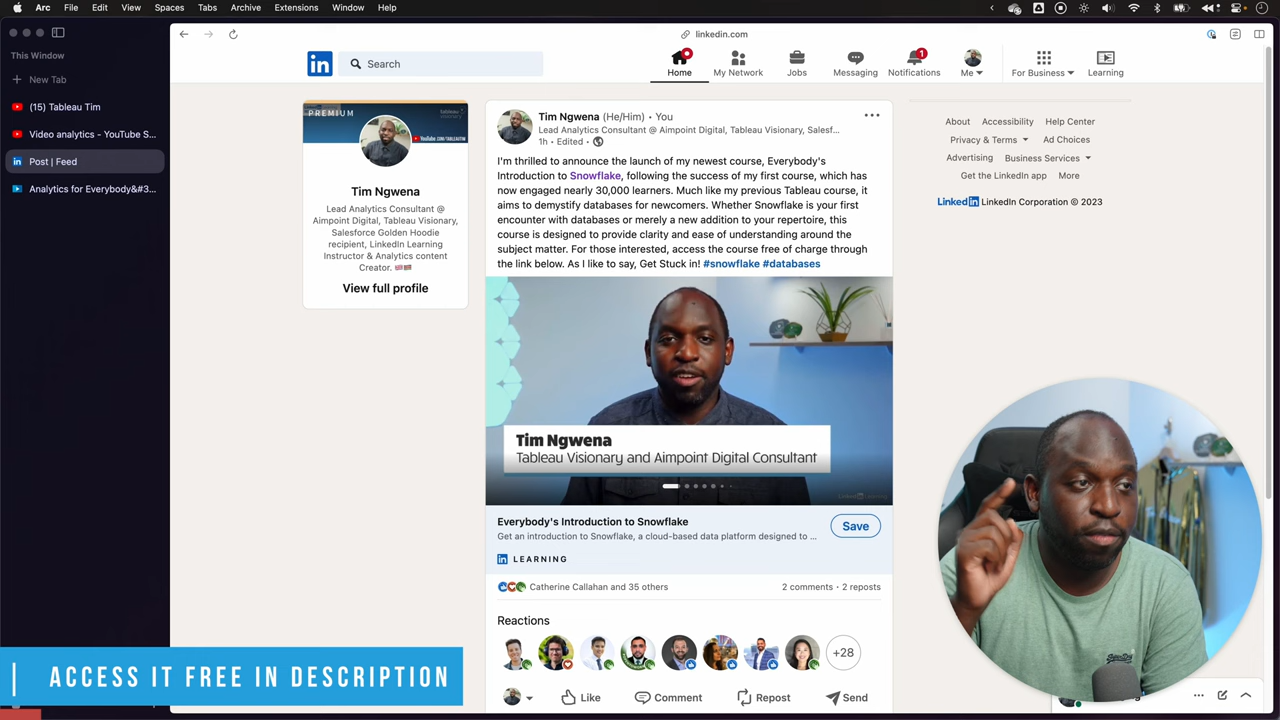 Arc File Edit View Spaces Tabs Archive Extensions Window Help
This Window
New Tab
(15) Tableau Tim
Video analytics - YouTube S...
Post | Feed
Analytics for Everybody&#3...
linkedin.com
in
Search
Home
My Network
Jobs
Messaging
1
Notifications
Me
For Business
Learning
PREMIUM
YouTube.COM/TABLEAUTIM
Tim Ngwena
Lead Analytics Consultant @
Aimpoint Digital, Tableau Visionary,
Salesforce Golden Hoodie
recipient, LinkedIn Learning
Instructor & Analytics content
Creator. 🇬🇧🇲🇼
View full profile
Tim Ngwena (He/Him) • You
Lead Analytics Consultant @ Aimpoint Digital, Tableau Visionary, Salesf...
1h • Edited •
I'm thrilled to announce the launch of my newest course, Everybody's
Introduction to Snowflake, following the success of my first course, which has
now engaged nearly 30,000 learners. Much like my previous Tableau course, it
aims to demystify databases for newcomers. Whether Snowflake is your first
encounter with databases or merely a new addition to your repertoire, this
course is designed to provide clarity and ease of understanding around the
subject matter. For those interested, access the course free of charge through
the link below. As I like to say, Get Stuck in! #snowflake #databases
Tim Ngwena
Tableau Visionary and Aimpoint Digital Consultant
Linked in Learning
Everybody's Introduction to Snowflake
Get an introduction to Snowflake, a cloud-based data platform designed to ...
Save
in LEARNING
Catherine Callahan and 35 others
2 comments • 2 reposts
Reactions
+28
Like
Comment
Repost
Send
About Accessibility Help Center
Privacy & Terms Ad Choices
Advertising Business Services
Get the LinkedIn app More
Linked in LinkedIn Corporation © 2023
| ACCESS IT FREE IN DESCRIPTION